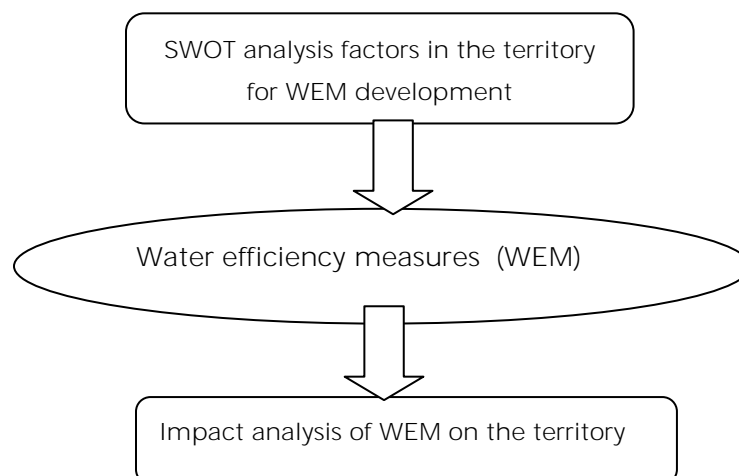 SWOT analysis factors in the territory
for WEM development
Water efficiency measures (WEM)
Impact analysis of WEM on the territory